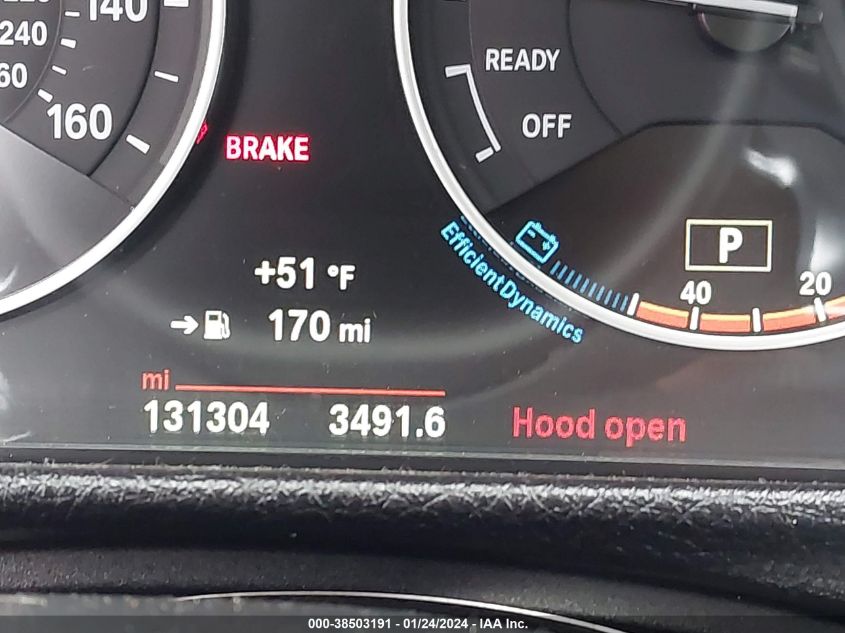 140
240
60
160
READY
OFF
BRAKE
EfficientDynamics
P
40
20
+51 °F
170 mi
mi
131304 3491.6
Hood open
000-38503191 - 01/24/2024 - IAA Inc.